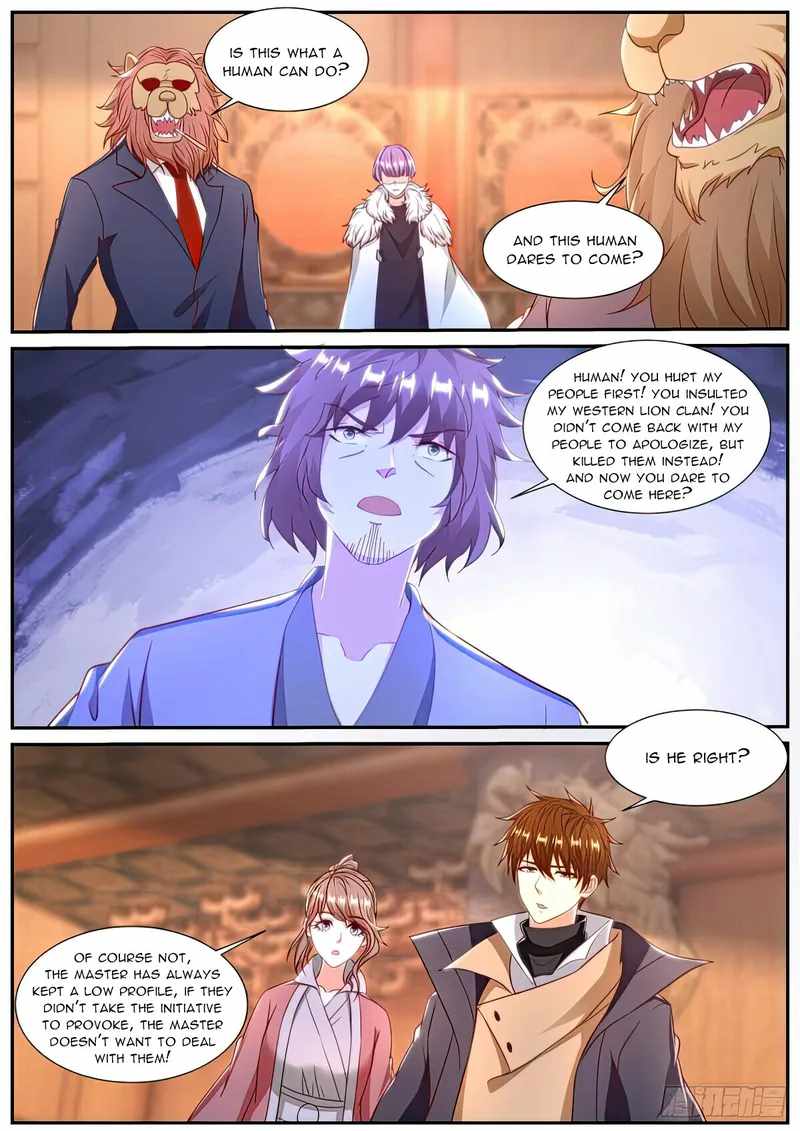 IS THIS WHAT A
HUMAN CAN DO?
AND THIS HUMAN
DARES TO COME?
HUMAN! YOU HURT MY
PEOPLE FIRST! YOU INSULTED
MY WESTERN LION CLAN! YOU
DIDN'T COME BACK WITH MY
PEOPLE TO APOLOGIZE, BUT
KILLED THEM INSTEAD!
AND NOW YOU DARE TO
COME HERE?
IS HE RIGHT?
OF COURSE NOT,
THE MASTER HAS ALWAYS
KEPT A LOW PROFILE, IF THEY
DIDN'T TAKE THE INITIATIVE
TO PROVOKE, THE MASTER
DOESN'T WANT TO DEAL
WITH THEM!